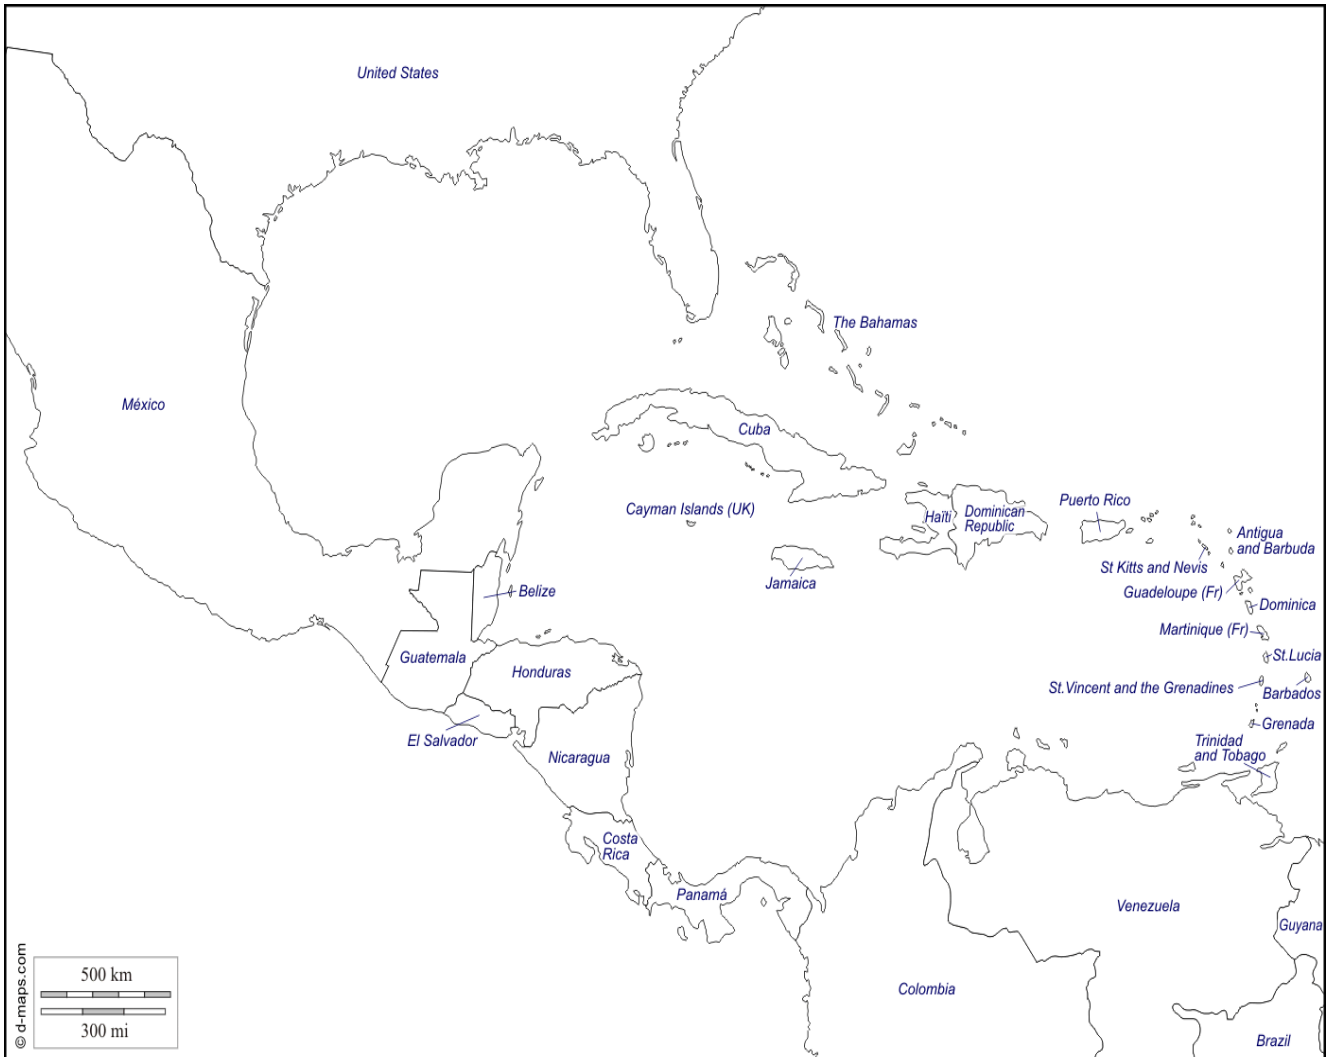 United States
The Bahamas
México
Cuba
Puerto Rico
Cayman Islands (UK)
Haïti
Dominican
Republic
Antigua
and Barbuda
St Kitts and Nevis
Jamaica
Belize
Guadeloupe (Fr)
Dominica
Martinique (Fr)
Guatemala
St.Lucia
Honduras
St.Vincent and the Grenadines
Barbados
Grenada
El Salvador
Trinidad
and Tobago
Nicaragua
Costa
Rica
Panamá
Venezuela
Guyana
Colombia
Brazil
500 km
300 mi
© d-maps.com